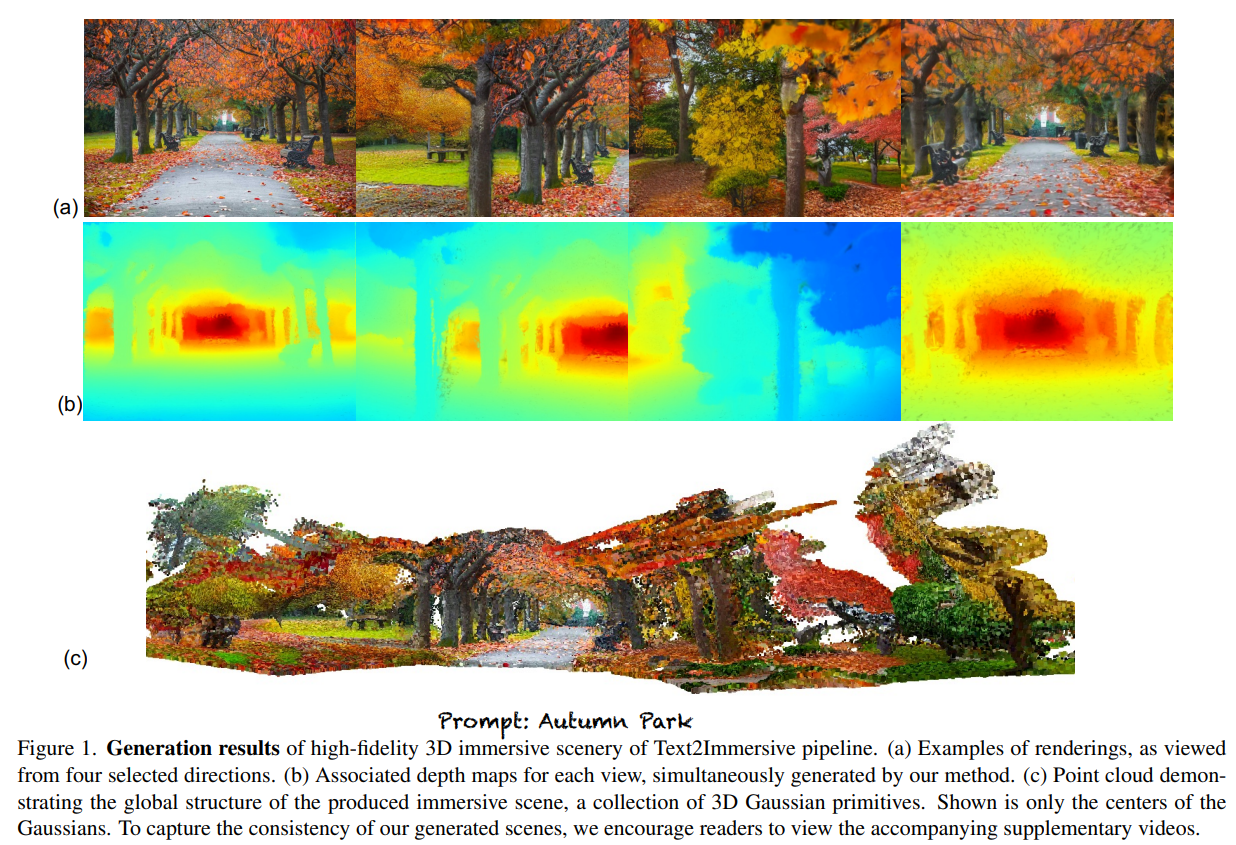 (a)
(b)
(c)
Prompt: Autumn Park
Figure 1. Generation results of high-fidelity 3D immersive scenery of Text2Immersive pipeline. (a) Examples of renderings, as viewed
from four selected directions. (b) Associated depth maps for each view, simultaneously generated by our method. (c) Point cloud demon-
strating the global structure of the produced immersive scene, a collection of 3D Gaussian primitives. Shown is only the centers of the
Gaussians. To capture the consistency of our generated scenes, we encourage readers to view the accompanying supplementary videos.